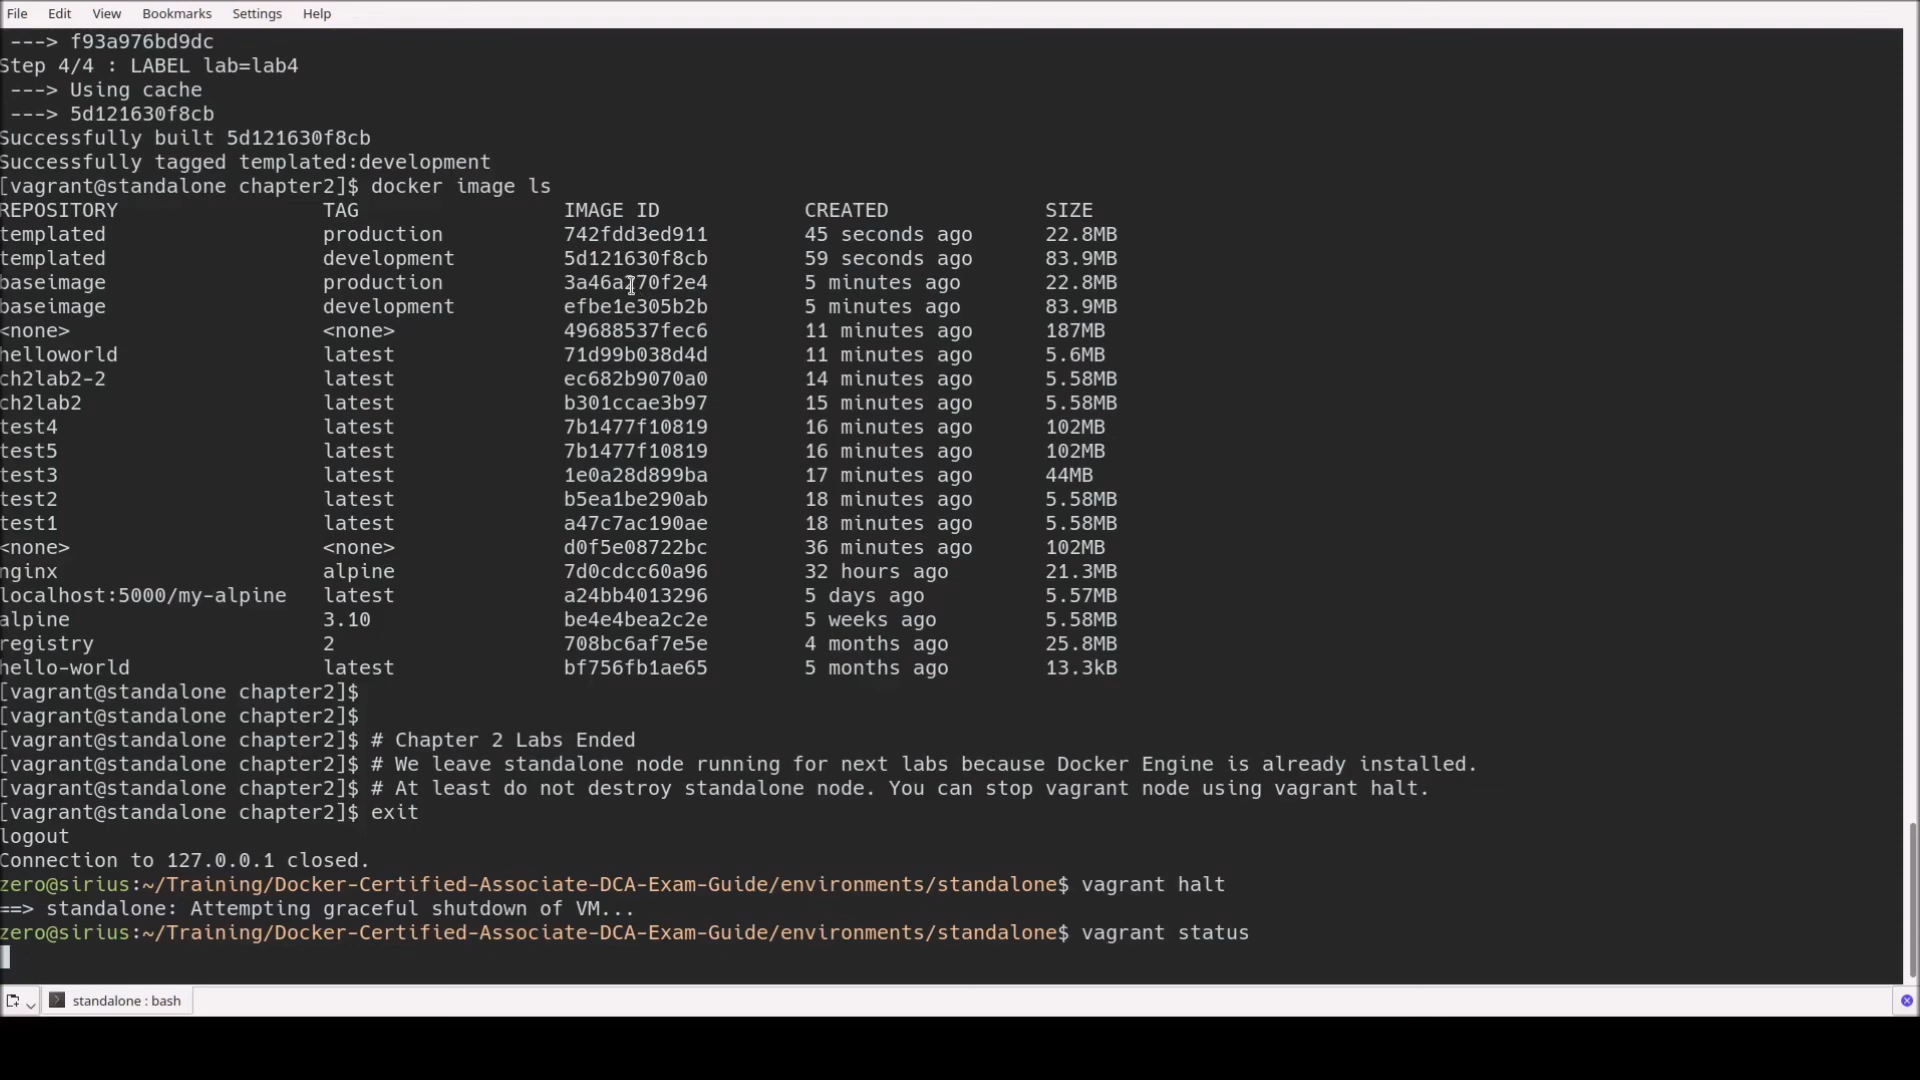 File Edit View Bookmarks Settings Help
---> f93a976bd9dc
Step 4/4 : LABEL lab=lab4
---> Using cache
---> 5d121630f8cb
Successfully built 5d121630f8cb
Successfully tagged templated:development
[vagrant@standalone chapter2]$ docker image ls
REPOSITORY TAG IMAGE ID CREATED SIZE
templated production 742fdd3ed911 45 seconds ago 22.8MB
templated development 5d121630f8cb 59 seconds ago 83.9MB
baseimage production 3a46a270f2e4 5 minutes ago 22.8MB
baseimage development efbe1e305b2b 5 minutes ago 83.9MB
<none> <none> 49688537fec6 11 minutes ago 187MB
helloworld latest 71d99b038d4d 11 minutes ago 5.6MB
ch2lab2-2 latest ec682b9070a0 14 minutes ago 5.58MB
ch2lab2 latest b301ccae3b97 15 minutes ago 5.58MB
test4 latest 7b1477f10819 16 minutes ago 102MB
test5 latest 7b1477f10819 16 minutes ago 102MB
test3 latest 1e0a28d899ba 17 minutes ago 44MB
test2 latest b5ea1be290ab 18 minutes ago 5.58MB
test1 latest a47c7ac190ae 18 minutes ago 5.58MB
<none> <none> d0f5e08722bc 36 minutes ago 102MB
nginx alpine 7d0cdcc60a96 32 hours ago 21.3MB
localhost:5000/my-alpine latest a24bb4013296 5 days ago 5.57MB
alpine 3.10 be4e4bea2c2e 5 weeks ago 5.58MB
registry 2 708bc6af7e5e 4 months ago 25.8MB
hello-world latest bf756fb1ae65 5 months ago 13.3kB
[vagrant@standalone chapter2]$
[vagrant@standalone chapter2]$
[vagrant@standalone chapter2]$ # Chapter 2 Labs Ended
[vagrant@standalone chapter2]$ # We leave standalone node running for next labs because Docker Engine is already installed.
[vagrant@standalone chapter2]$ # At least do not destroy standalone node. You can stop vagrant node using vagrant halt.
[vagrant@standalone chapter2]$ exit
logout
Connection to 127.0.0.1 closed.
zero@sirius:~/Training/Docker-Certified-Associate-DCA-Exam-Guide/environments/standalone$ vagrant halt
==> standalone: Attempting graceful shutdown of VM...
zero@sirius:~/Training/Docker-Certified-Associate-DCA-Exam-Guide/environments/standalone$ vagrant status
standalone : bash